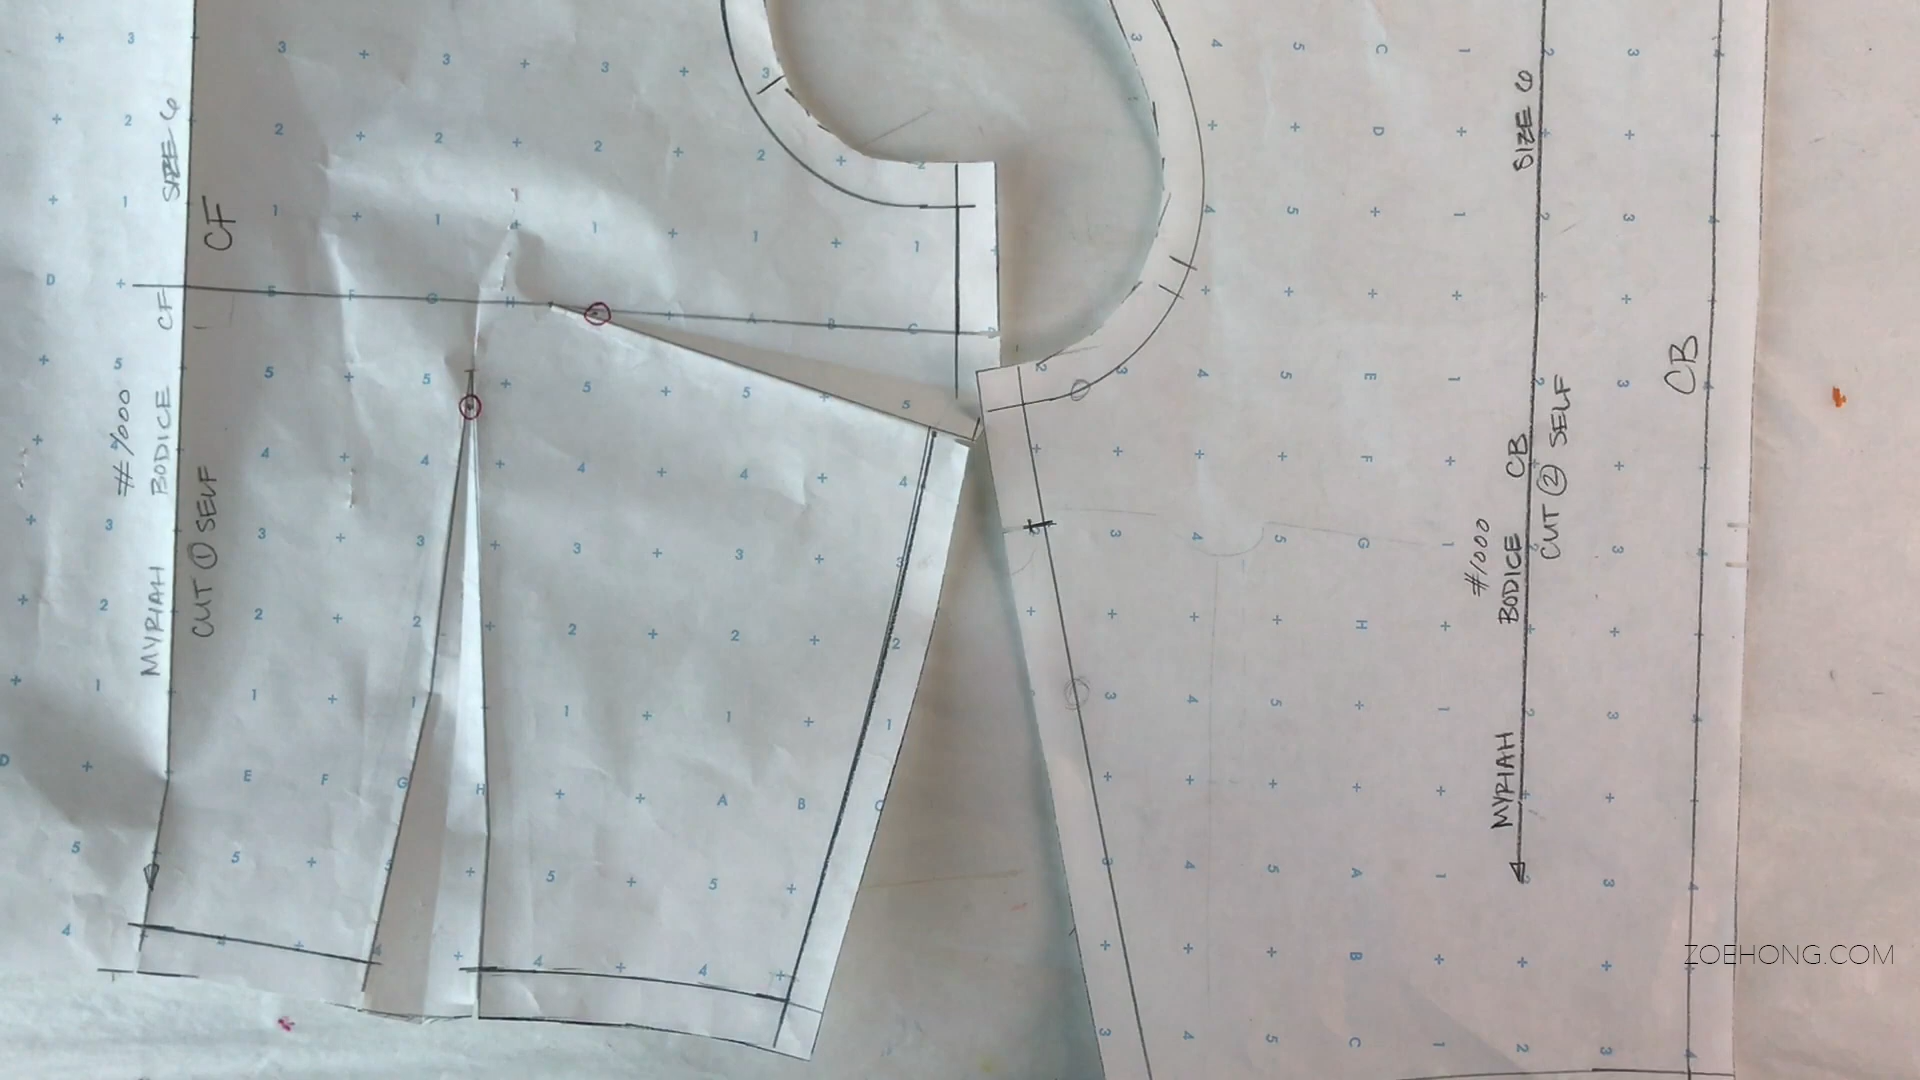 SIZE 6
CF
#1000
BODICE CF
MYRIAH
CUT ① SELF
SIZE 6
CB
#1000
BODICE CB
CUT ② SELF
MYRIAH
ZOEHONG.COM